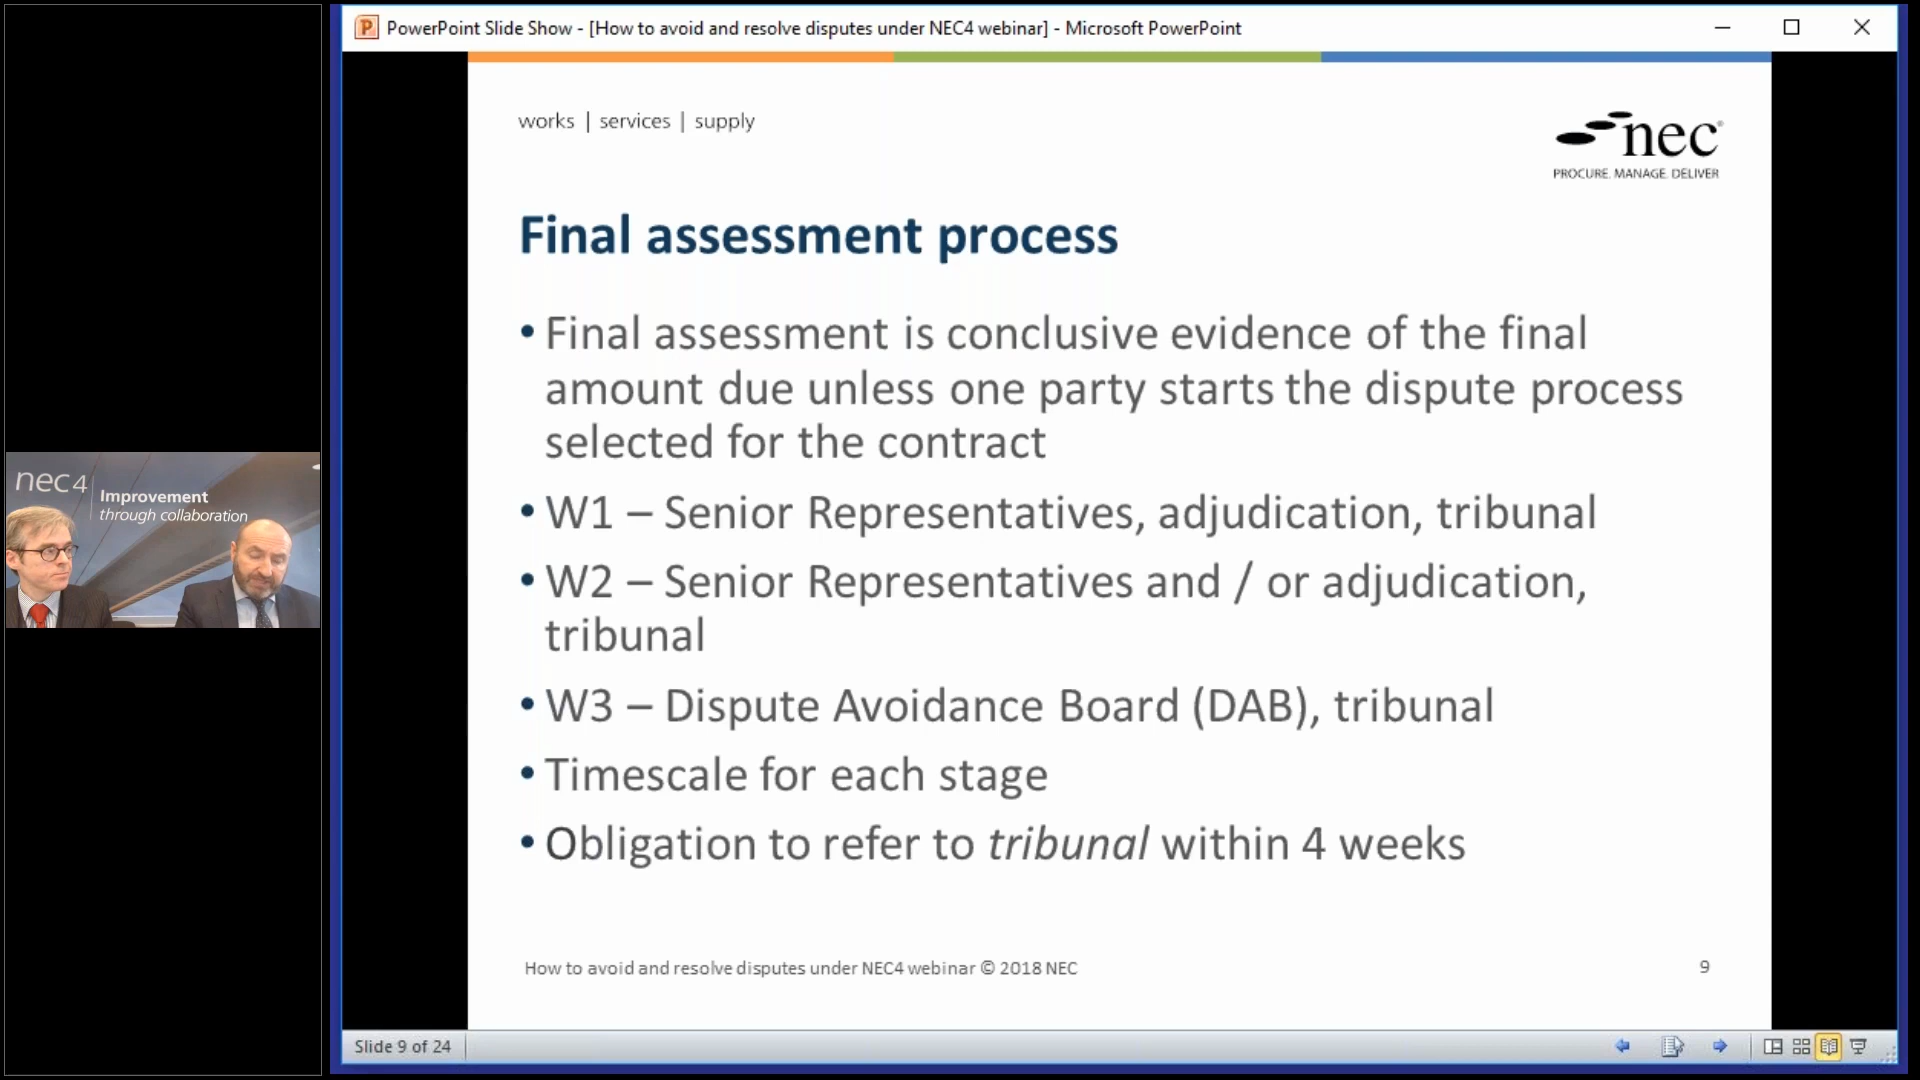 PowerPoint Slide Show - [How to avoid and resolve disputes under NEC4 webinar] - Microsoft PowerPoint
works | services | supply
nec®
PROCURE. MANAGE. DELIVER
Final assessment process
• Final assessment is conclusive evidence of the final
amount due unless one party starts the dispute process
selected for the contract
• W1 – Senior Representatives, adjudication, tribunal
• W2 – Senior Representatives and / or adjudication,
tribunal
• W3 – Dispute Avoidance Board (DAB), tribunal
• Timescale for each stage
• Obligation to refer to tribunal within 4 weeks
How to avoid and resolve disputes under NEC4 webinar © 2018 NEC
9
nec4
Improvement
through collaboration
Slide 9 of 24